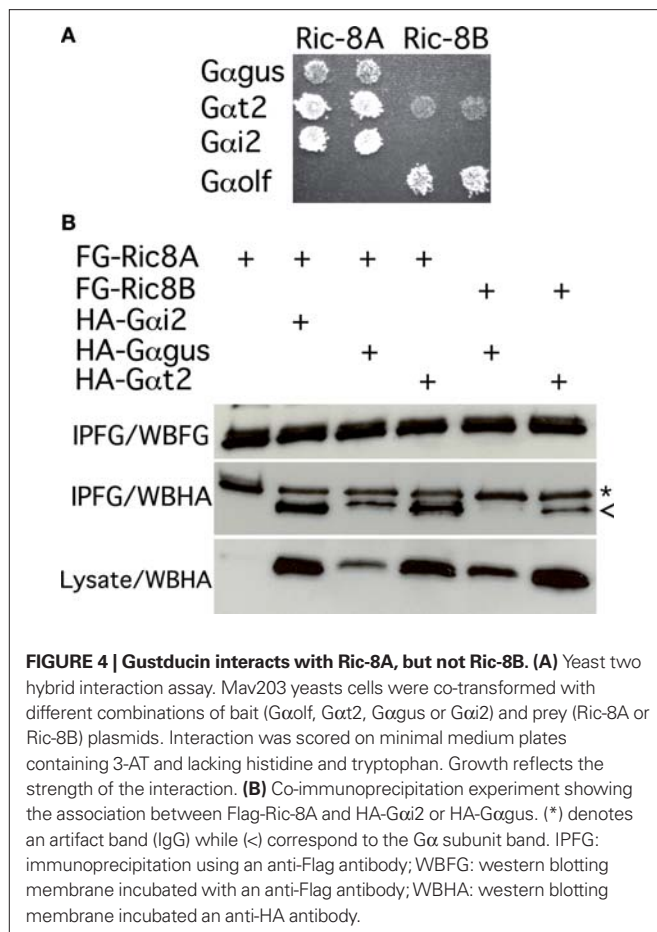 A
Ric-8A Ric-8B
Gαgus
Gαt2
Gαi2
Gαolf
B
FG-Ric8A + + + +
FG-Ric8B + +
HA-Gαi2 +
HA-Gαgus + +
HA-Gαt2 + +
IPFG/WBFG
IPFG/WBHA *
<
Lysate/WBHA
FIGURE 4 | Gustducin interacts with Ric-8A, but not Ric-8B. (A) Yeast two
hybrid interaction assay. Mav203 yeasts cells were co-transformed with
different combinations of bait (Gαolf, Gαt2, Gαgus or Gαi2) and prey (Ric-8A or
Ric-8B) plasmids. Interaction was scored on minimal medium plates
containing 3-AT and lacking histidine and tryptophan. Growth reflects the
strength of the interaction. (B) Co-immunoprecipitation experiment showing
the association between Flag-Ric-8A and HA-Gαi2 or HA-Gαgus. (*) denotes
an artifact band (IgG) while (<) correspond to the Gα subunit band. IPFG:
immunoprecipitation using an anti-Flag antibody; WBFG: western blotting
membrane incubated with an anti-Flag antibody; WBHA: western blotting
membrane incubated an anti-HA antibody.